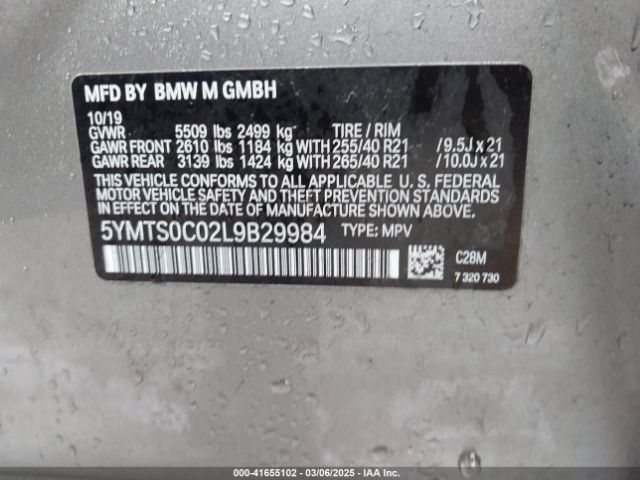 MFD BY BMW M GMBH
10/19
GVWR 5509 lbs 2499 kg TIRE / RIM
GAWR FRONT 2610 lbs 1184 kg WITH 255/40 R21 / 9.5J x 21
GAWR REAR 3139 lbs 1424 kg WITH 265/40 R21 / 10.0J x 21
THIS VEHICLE CONFORMS TO ALL APPLICABLE U. S. FEDERAL
MOTOR VEHICLE SAFETY AND THEFT PREVENTION STANDARDS
IN EFFECT ON THE DATE OF MANUFACTURE SHOWN ABOVE.
5YMTS0C02L9B29984 TYPE: MPV
C28M
7 320 730
000-41655102 - 03/06/2025 - IAA Inc.